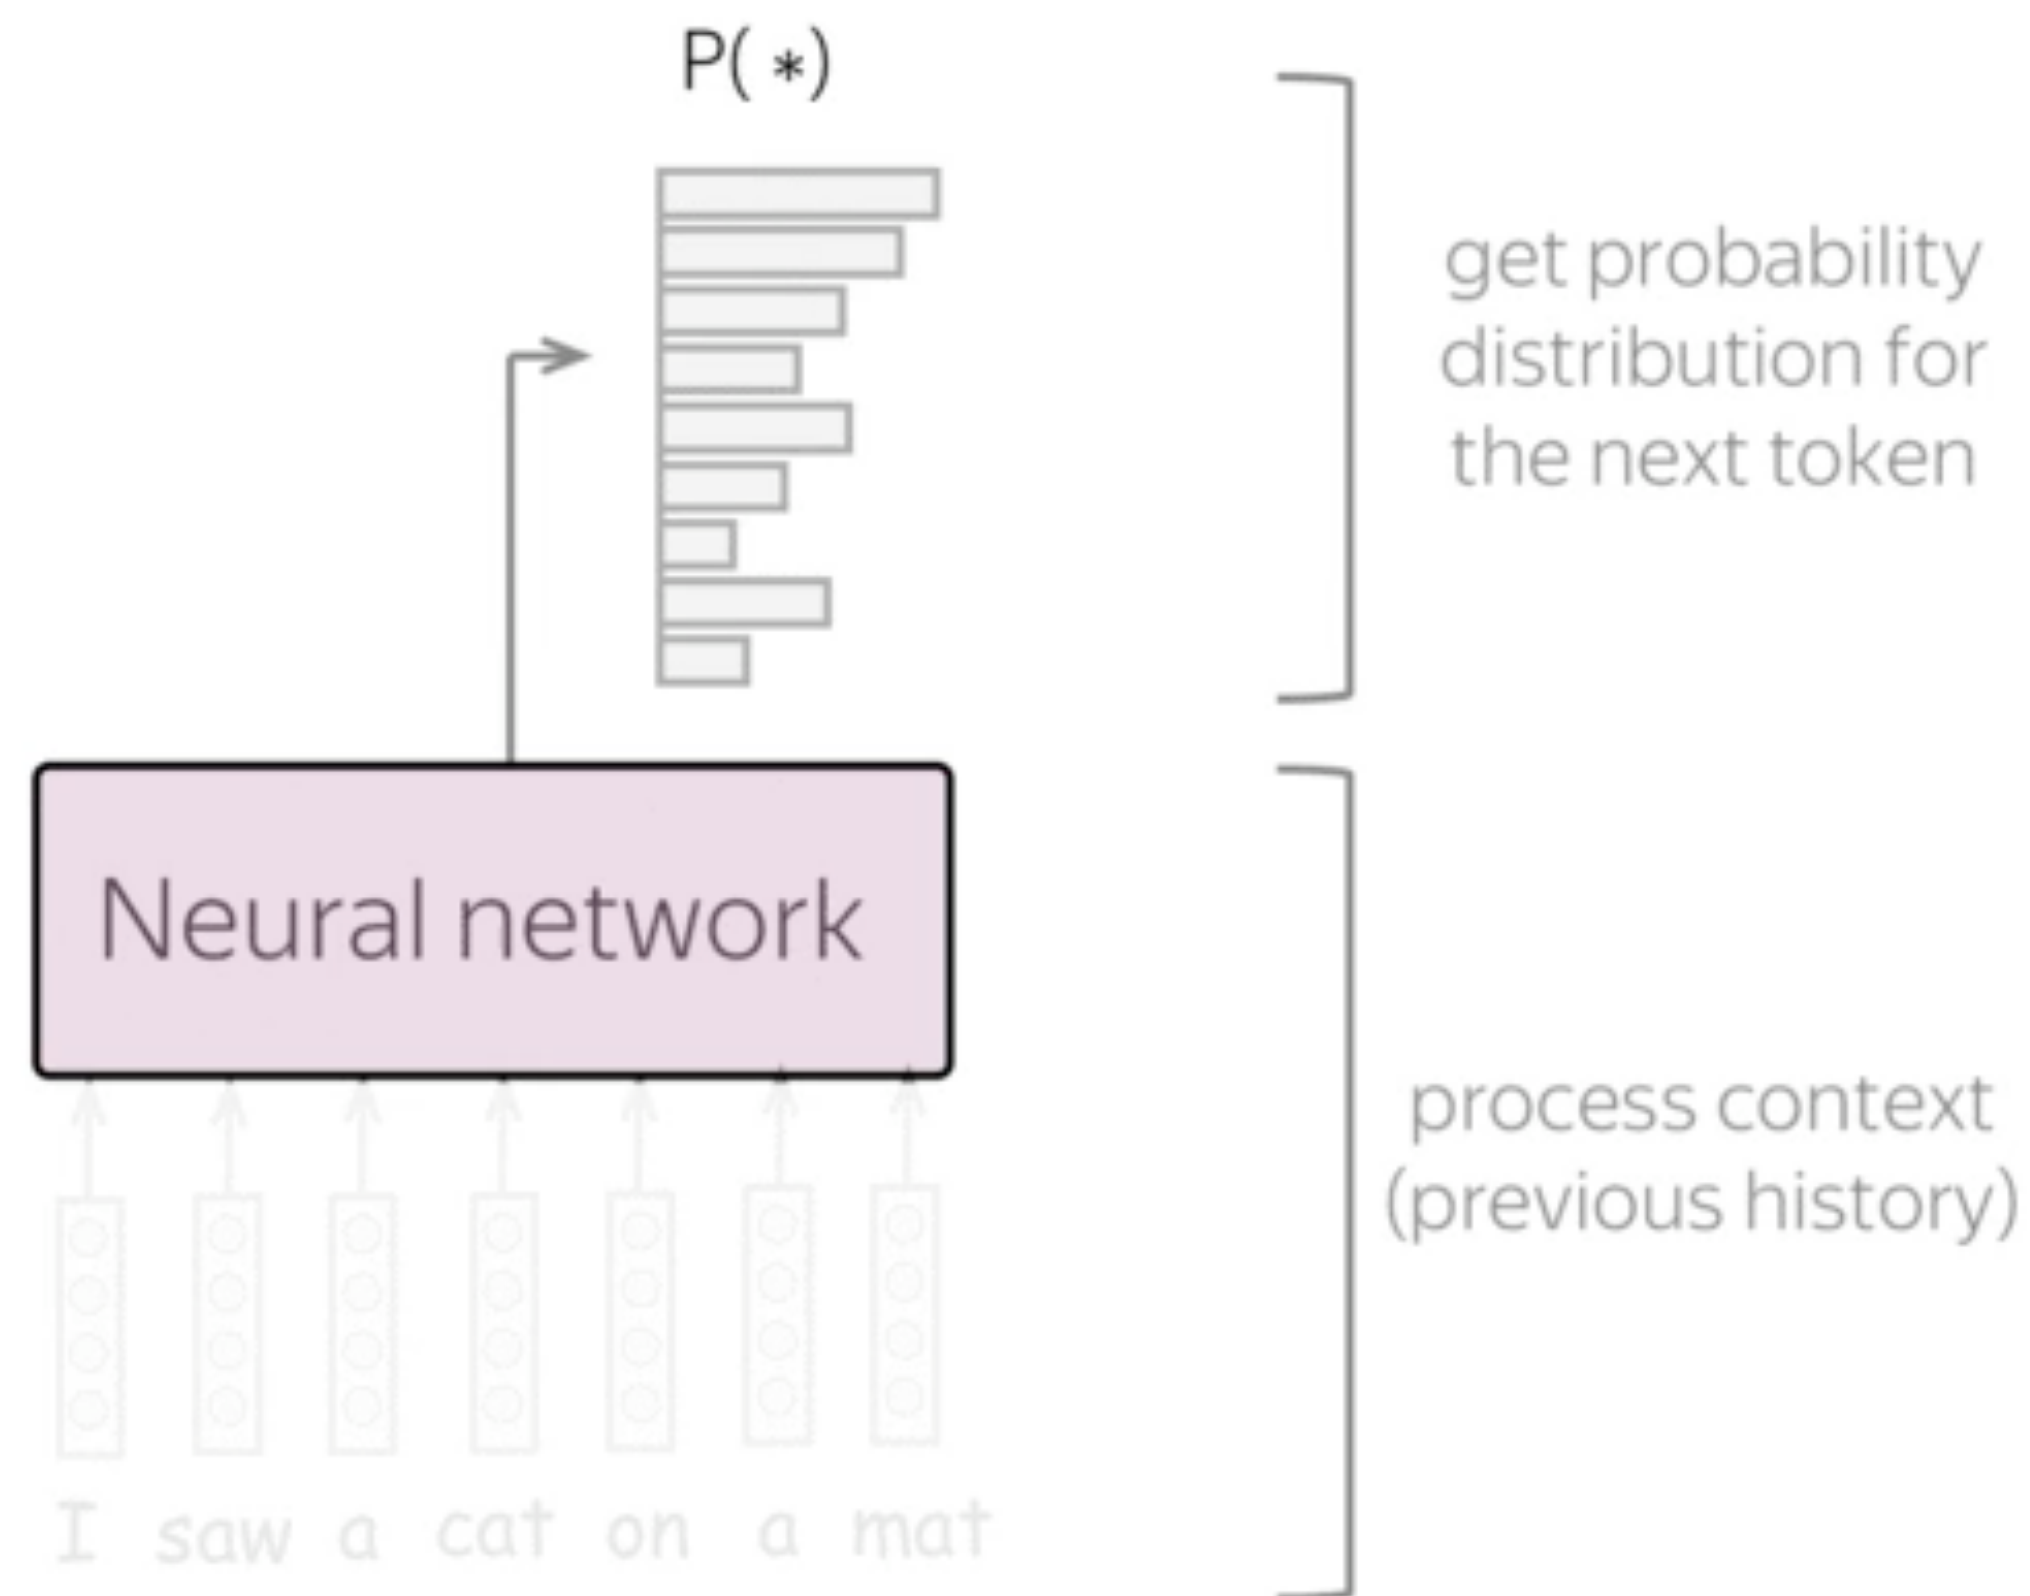 P( * )
get probability
distribution for
the next token
Neural network
process context
(previous history)
I saw a cat on a mat